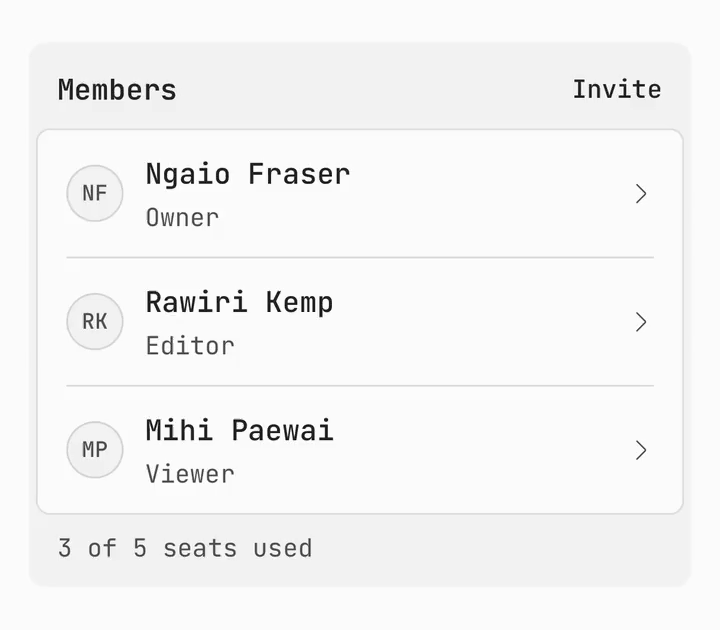 Members
Invite
NF
Ngaio Fraser
Owner
RK
Rawiri Kemp
Editor
MP
Mihi Paewai
Viewer
3 of 5 seats used